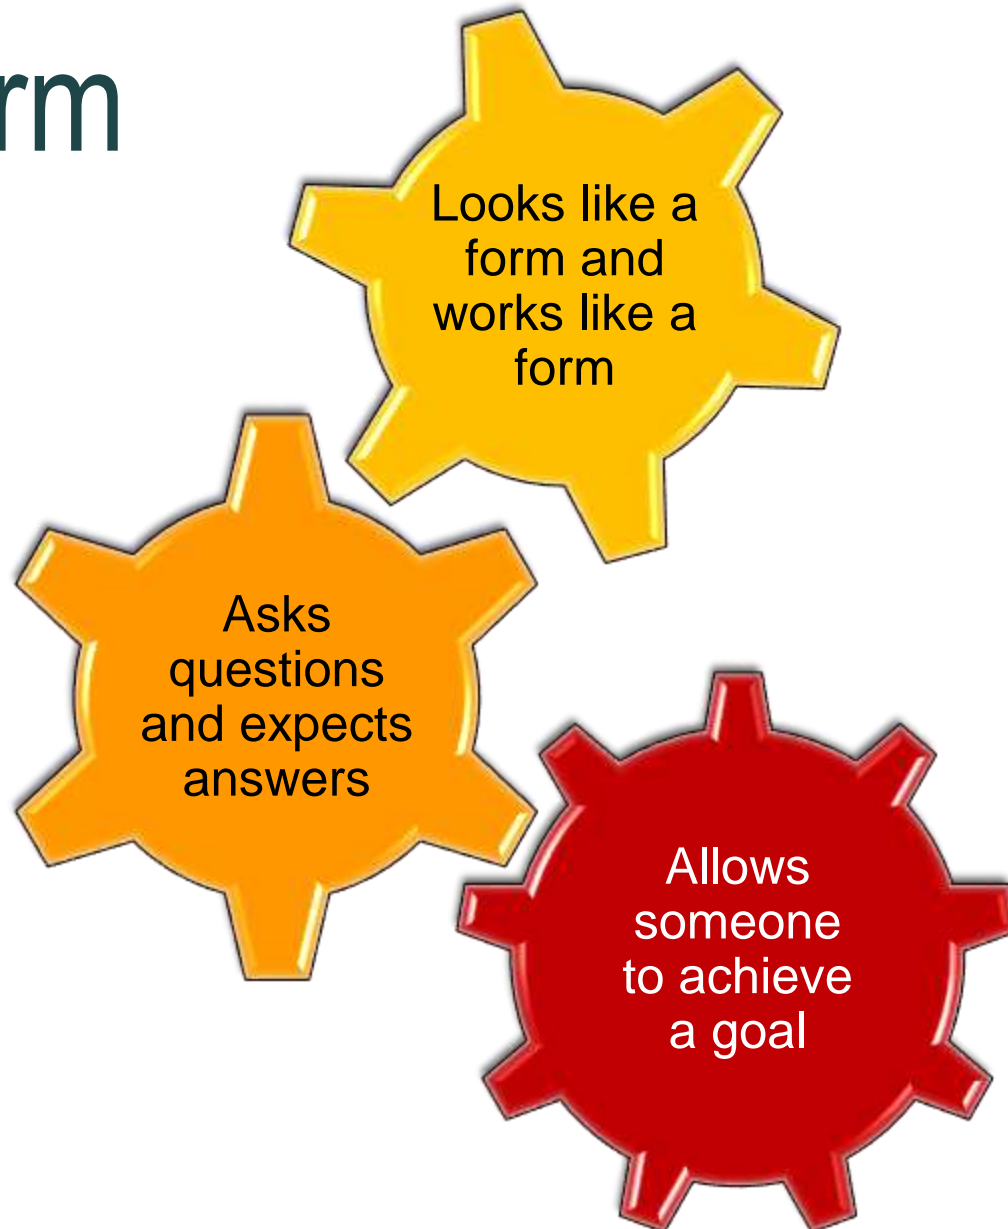 rm
Looks like a
form and
works like a
form
Asks
questions
and expects
answers
Allows
someone
to achieve
a goal